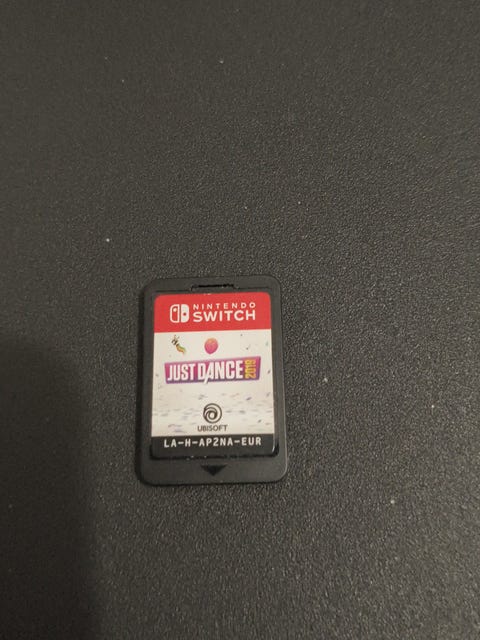 NINTENDO
SWITCH
JUST DANCE 2019
UBISOFT
LA-H-AP2NA-EUR